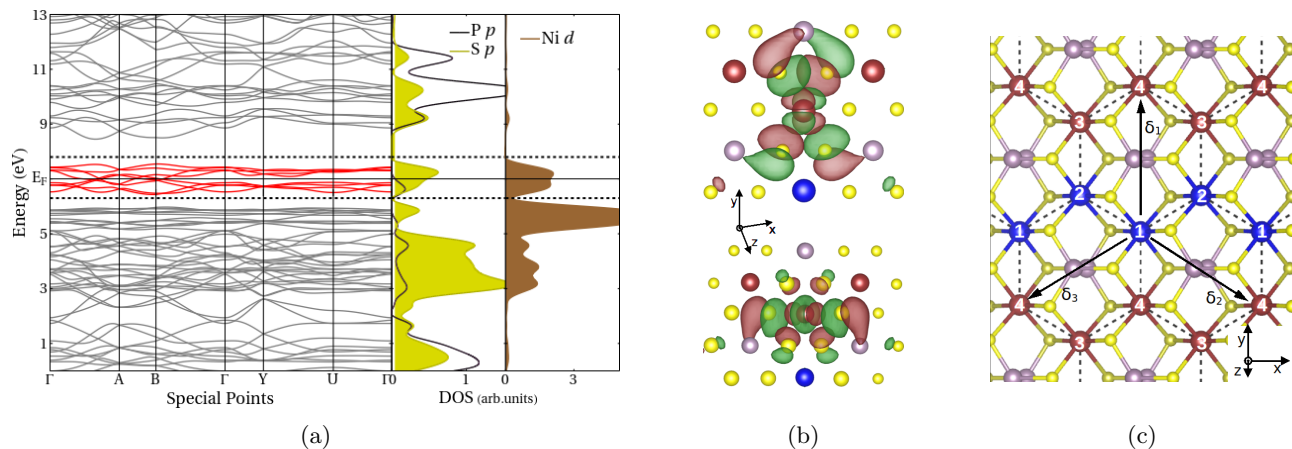 13
11
9
E_F
5
3
1
Energy (eV)
Γ A B Γ Y U Γ
Special Points
P p
S p
Ni d
0 1 0 3
DOS (arb.units)
(a)
y
x
z
(b)
4 4 4
3 3
δ1
2 2
1 1 1
δ3 δ2
4 4 4
3 3
y
z x
(c)